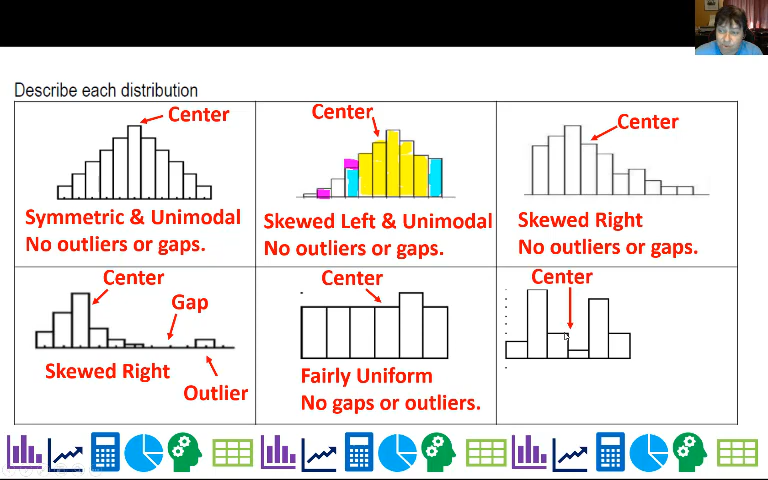 Describe each distribution
Center
Symmetric & Unimodal
No outliers or gaps.
Center
Skewed Left & Unimodal
No outliers or gaps.
Center
Skewed Right
No outliers or gaps.
Center
Gap
Skewed Right
Outlier
Center
Fairly Uniform
No gaps or outliers.
Center